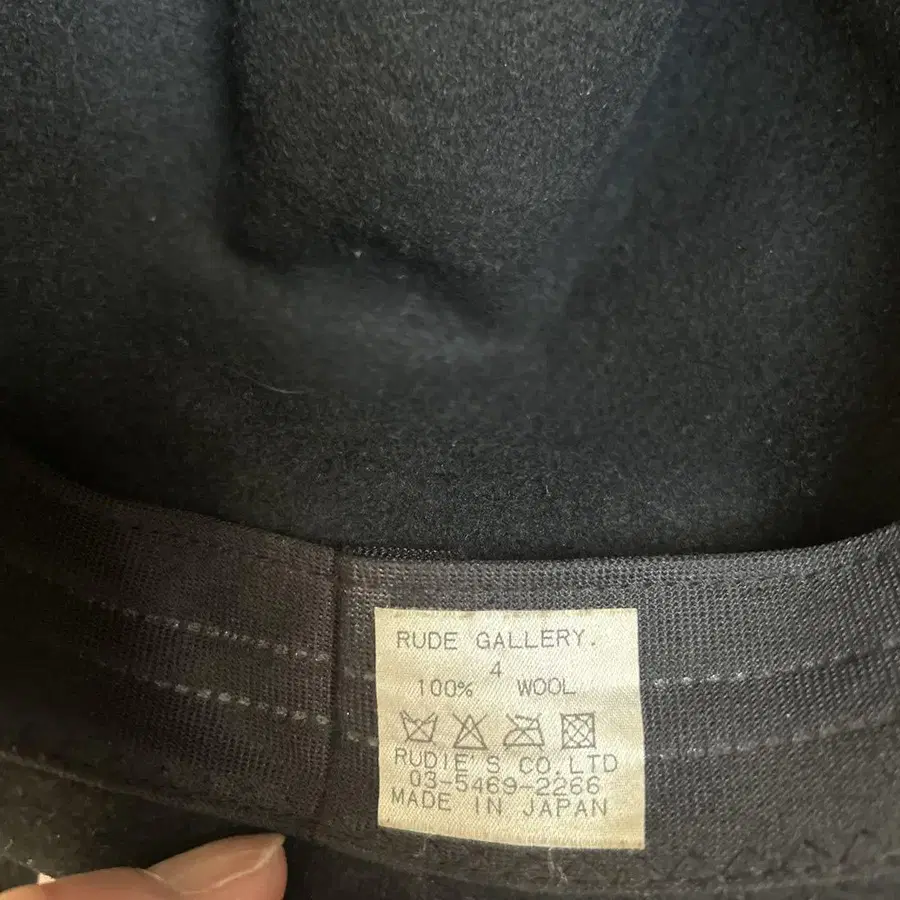 RUDE GALLERY.
4
100% WOOL
RUDIE'S CO.LTD
03-5469-2266
MADE IN JAPAN